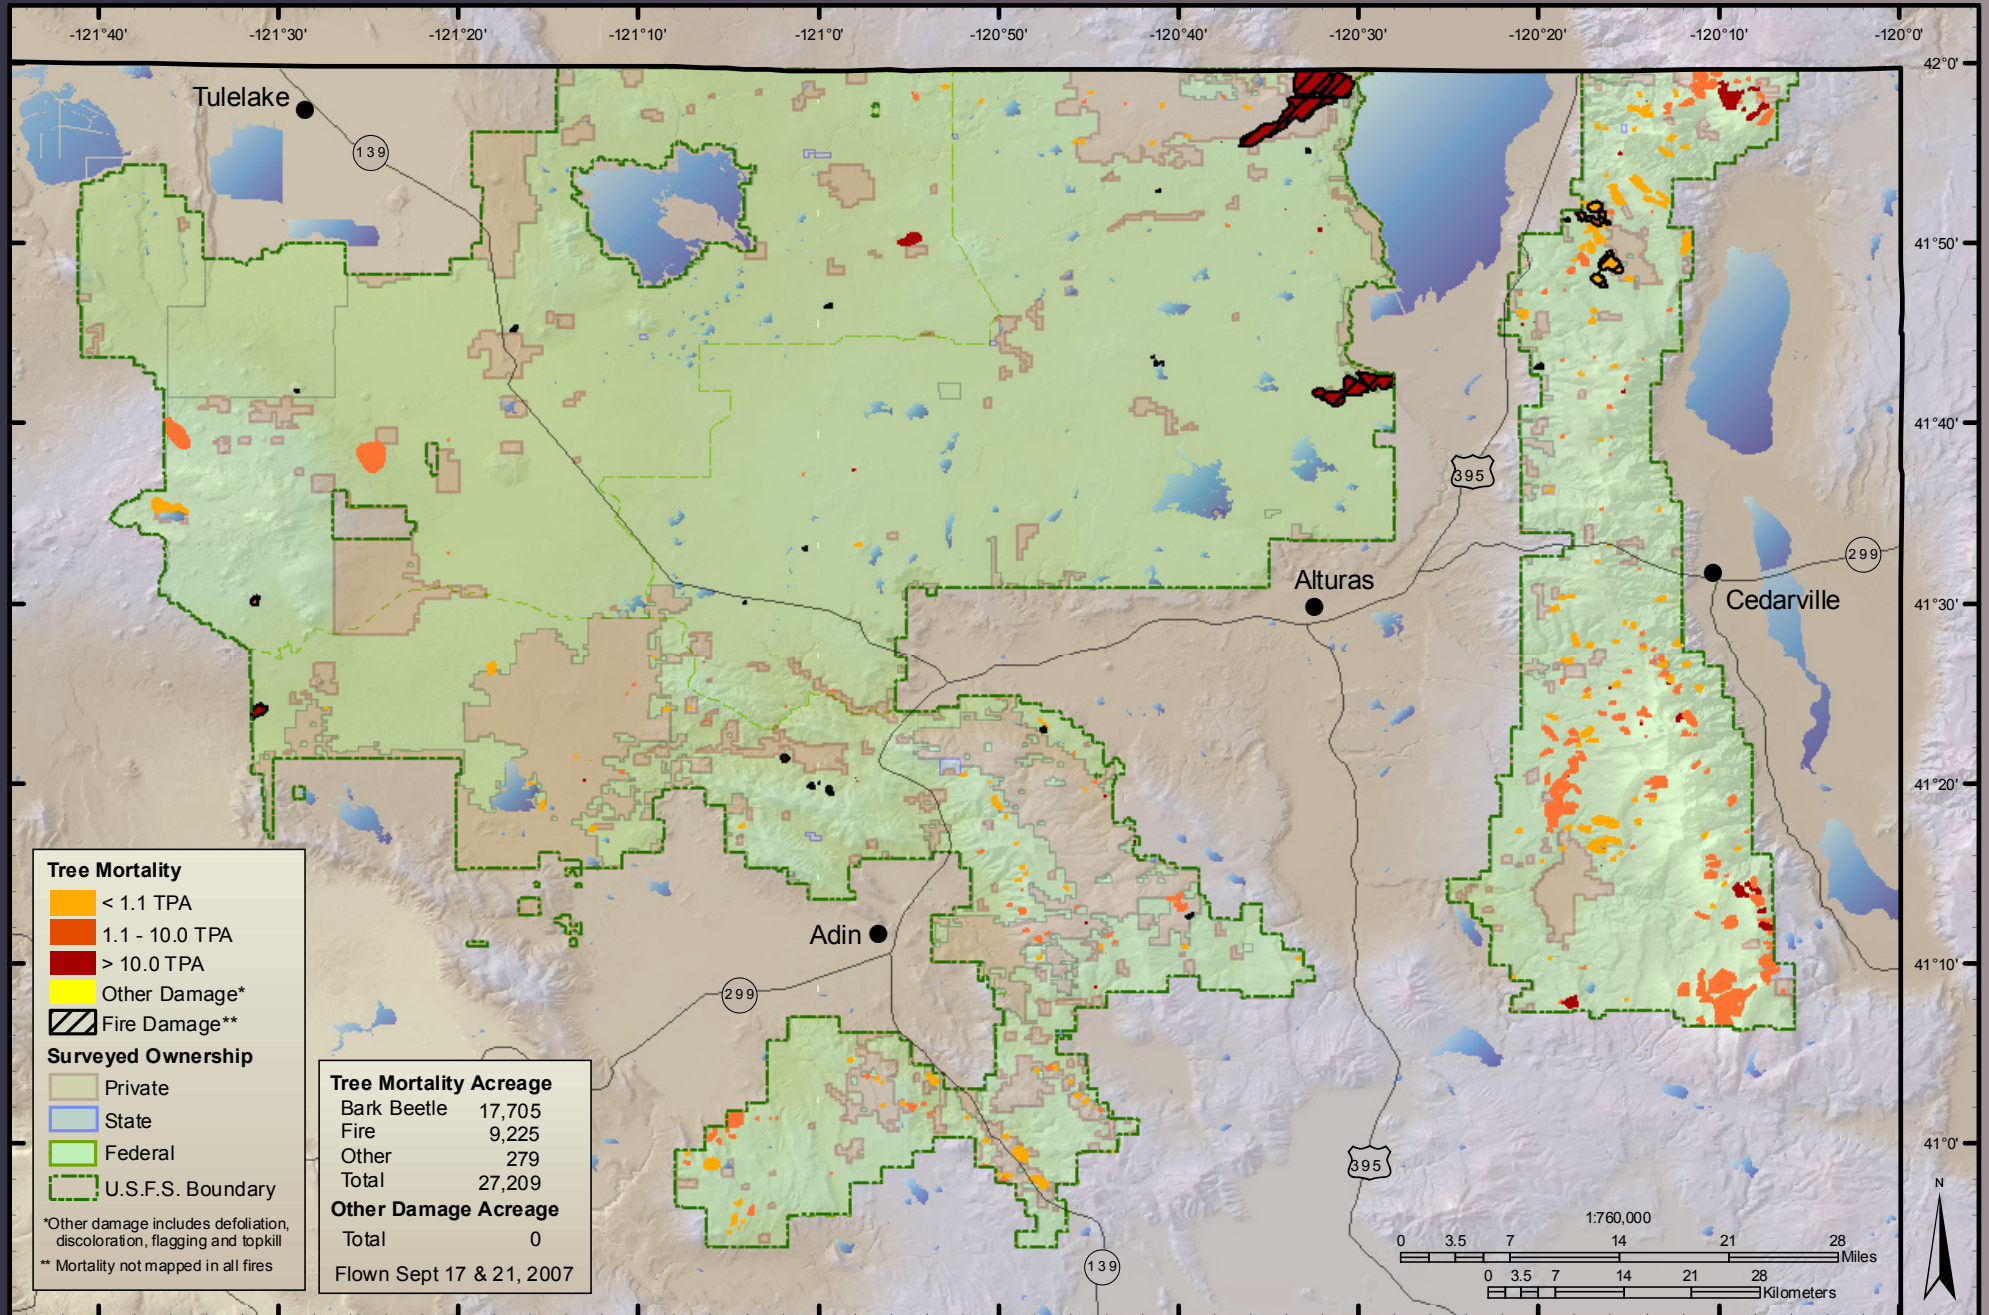 -121°40' -121°30' -121°20' -121°10' -121°0' -120°50' -120°40' -120°30' -120°20' -120°10' -120°0'
42°0'
Tulelake
139
41°50'
41°40'
395
299
Alturas
Cedarville
41°30'
41°20'
Adin
41°10'
299
41°0'
395
139
Tree Mortality
< 1.1 TPA
1.1 - 10.0 TPA
> 10.0 TPA
Other Damage*
Fire Damage**
Surveyed Ownership
Private
State
Federal
U.S.F.S. Boundary
*Other damage includes defoliation,
discoloration, flagging and topkill
** Mortality not mapped in all fires
Tree Mortality Acreage
Bark Beetle 17,705
Fire 9,225
Other 279
Total 27,209
Other Damage Acreage
Total 0
Flown Sept 17 & 21, 2007
N
1:760,000
0 3.5 7 14 21 28
Miles
0 3.5 7 14 21 28
Kilometers